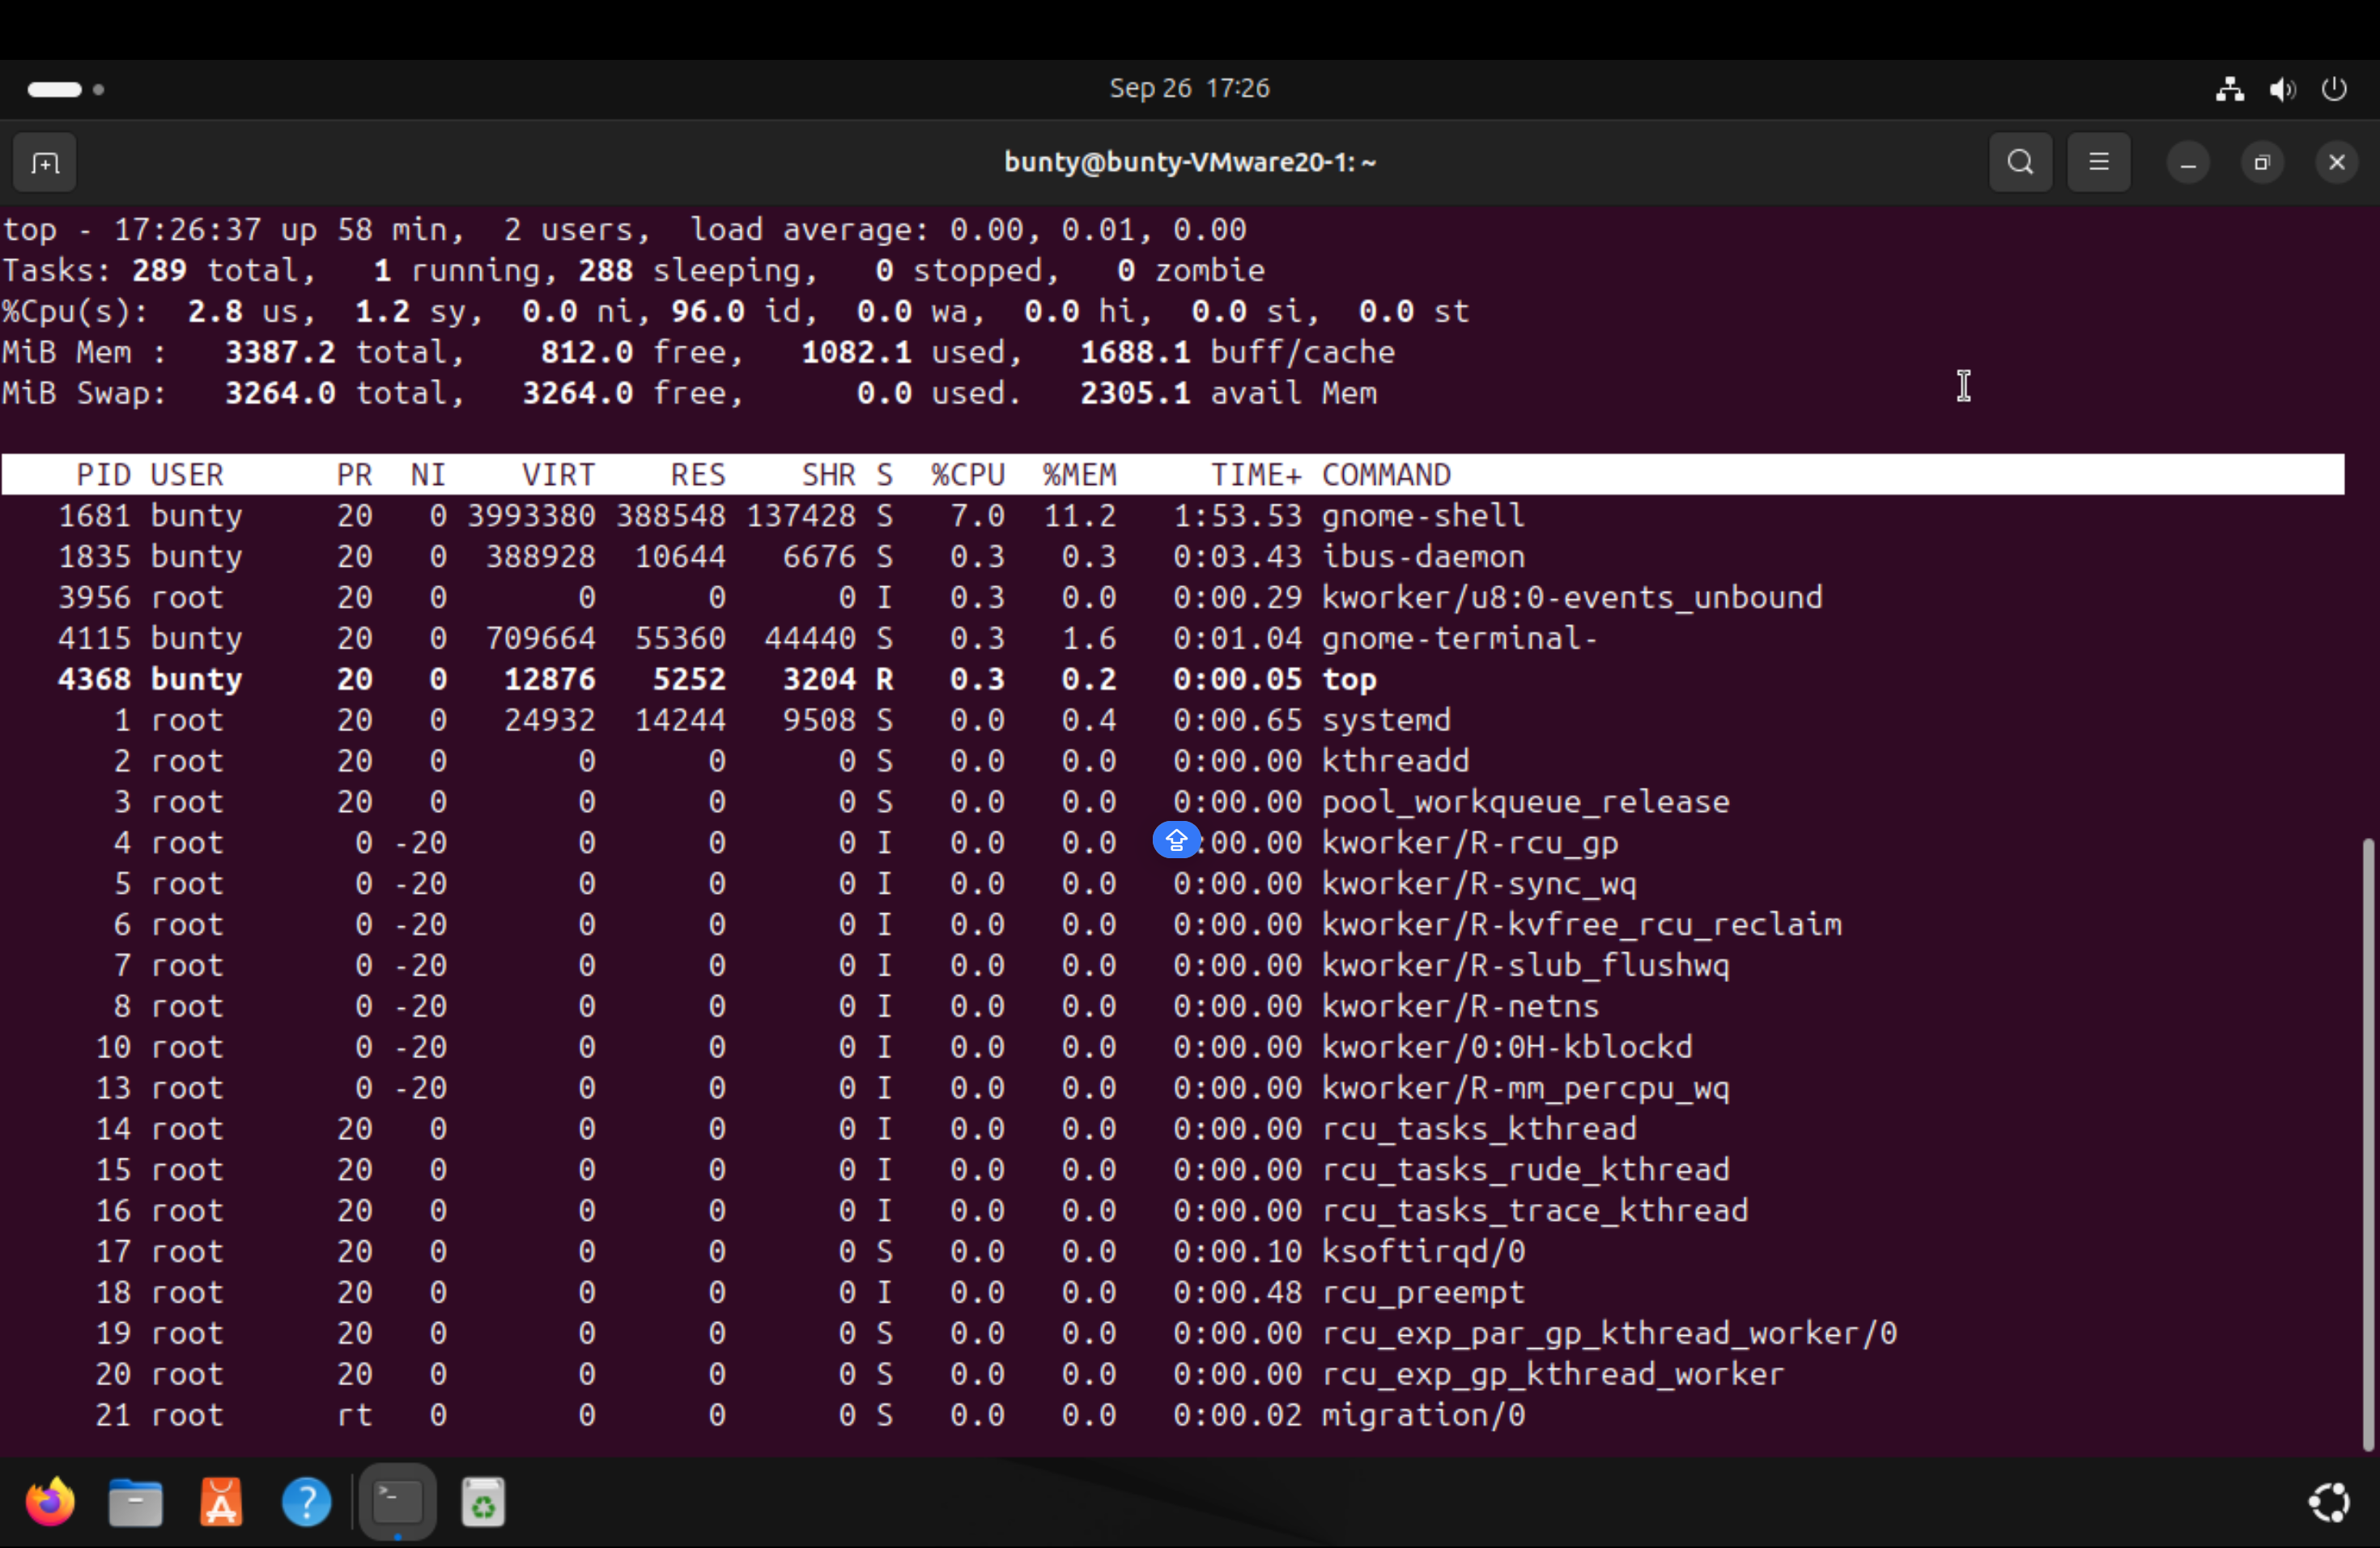 Sep 26 17:26
bunty@bunty-VMware20-1: ~
top - 17:26:37 up 58 min,  2 users,  load average: 0.00, 0.01, 0.00
Tasks: 289 total,   1 running, 288 sleeping,   0 stopped,   0 zombie
%Cpu(s):  2.8 us,  1.2 sy,  0.0 ni, 96.0 id,  0.0 wa,  0.0 hi,  0.0 si,  0.0 st
MiB Mem :   3387.2 total,    812.0 free,   1082.1 used,   1688.1 buff/cache
MiB Swap:   3264.0 total,   3264.0 free,      0.0 used.   2305.1 avail Mem
PID USER PR NI VIRT RES SHR S %CPU %MEM TIME+ COMMAND
1681 bunty 20 0 3993380 388548 137428 S 7.0 11.2 1:53.53 gnome-shell
1835 bunty 20 0 388928 10644 6676 S 0.3 0.3 0:03.43 ibus-daemon
3956 root 20 0 0 0 0 I 0.3 0.0 0:00.29 kworker/u8:0-events_unbound
4115 bunty 20 0 709664 55360 44440 S 0.3 1.6 0:01.04 gnome-terminal-
4368 bunty 20 0 12876 5252 3204 R 0.3 0.2 0:00.05 top
1 root 20 0 24932 14244 9508 S 0.0 0.4 0:00.65 systemd
2 root 20 0 0 0 0 S 0.0 0.0 0:00.00 kthreadd
3 root 20 0 0 0 0 S 0.0 0.0 0:00.00 pool_workqueue_release
4 root 0 -20 0 0 0 I 0.0 0.0 :00.00 kworker/R-rcu_gp
5 root 0 -20 0 0 0 I 0.0 0.0 0:00.00 kworker/R-sync_wq
6 root 0 -20 0 0 0 I 0.0 0.0 0:00.00 kworker/R-kvfree_rcu_reclaim
7 root 0 -20 0 0 0 I 0.0 0.0 0:00.00 kworker/R-slub_flushwq
8 root 0 -20 0 0 0 I 0.0 0.0 0:00.00 kworker/R-netns
10 root 0 -20 0 0 0 I 0.0 0.0 0:00.00 kworker/0:0H-kblockd
13 root 0 -20 0 0 0 I 0.0 0.0 0:00.00 kworker/R-mm_percpu_wq
14 root 20 0 0 0 0 I 0.0 0.0 0:00.00 rcu_tasks_kthread
15 root 20 0 0 0 0 I 0.0 0.0 0:00.00 rcu_tasks_rude_kthread
16 root 20 0 0 0 0 I 0.0 0.0 0:00.00 rcu_tasks_trace_kthread
17 root 20 0 0 0 0 S 0.0 0.0 0:00.10 ksoftirqd/0
18 root 20 0 0 0 0 I 0.0 0.0 0:00.48 rcu_preempt
19 root 20 0 0 0 0 S 0.0 0.0 0:00.00 rcu_exp_par_gp_kthread_worker/0
20 root 20 0 0 0 0 S 0.0 0.0 0:00.00 rcu_exp_gp_kthread_worker
21 root rt 0 0 0 0 S 0.0 0.0 0:00.02 migration/0